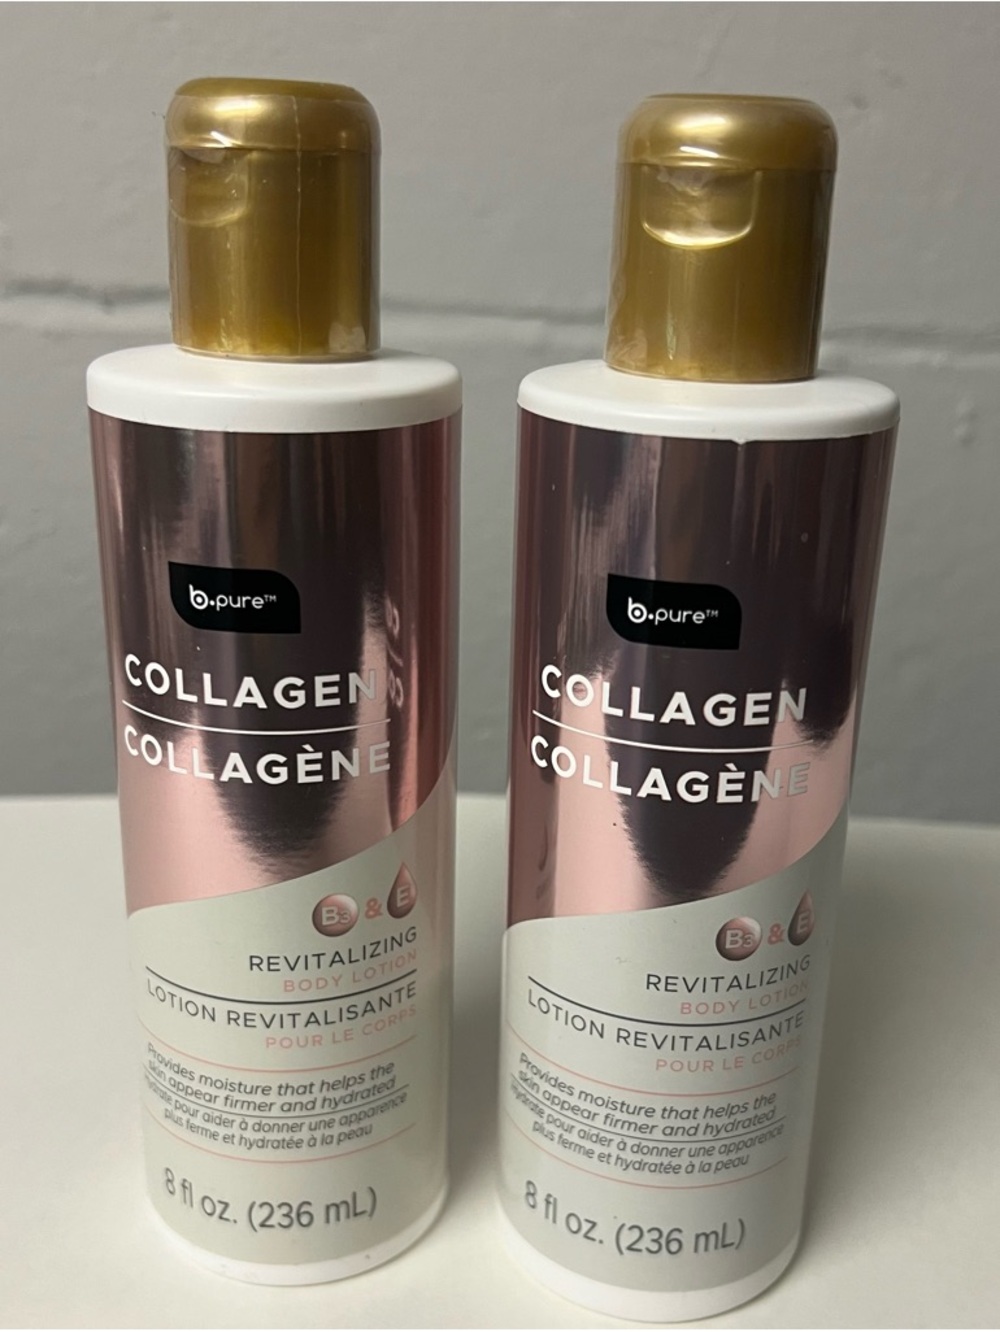 b.pure™
COLLAGEN
COLLAGÈNE
B3 & E
REVITALIZING
BODY LOTION
LOTION REVITALISANTE
POUR LE CORPS
Provides moisture that helps the
skin appear firmer and hydrated
Hydrate pour aider à donner une apparence
plus ferme et hydratée à la peau
8 fl oz. (236 mL)
b.pure™
COLLAGEN
COLLAGÈNE
B3 & E
REVITALIZING
BODY LOTION
LOTION REVITALISANTE
POUR LE CORPS
Provides moisture that helps the
skin appear firmer and hydrated
Hydrate pour aider à donner une apparence
plus ferme et hydratée à la peau
8 fl oz. (236 mL)